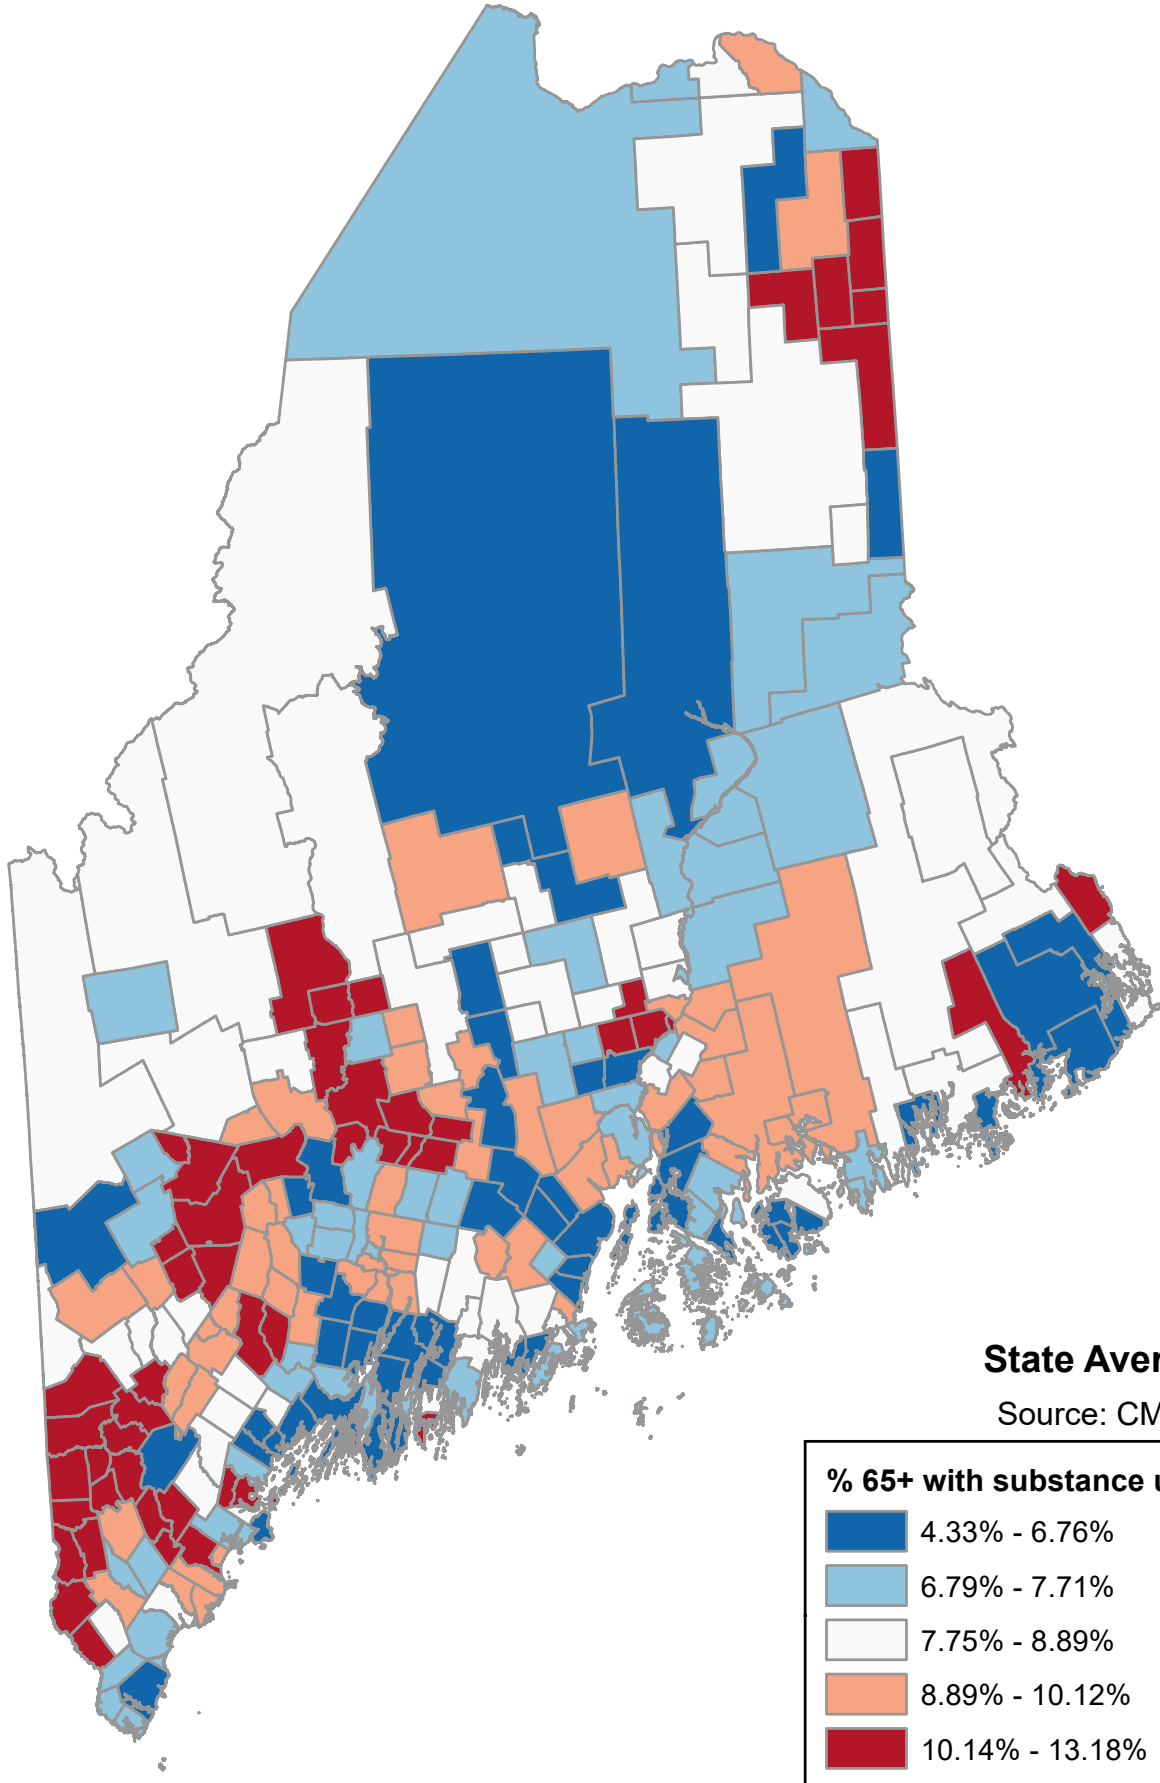 State Aver
Source: CM
% 65+ with substance u
4.33% - 6.76%
6.79% - 7.71%
7.75% - 8.89%
8.89% - 10.12%
10.14% - 13.18%